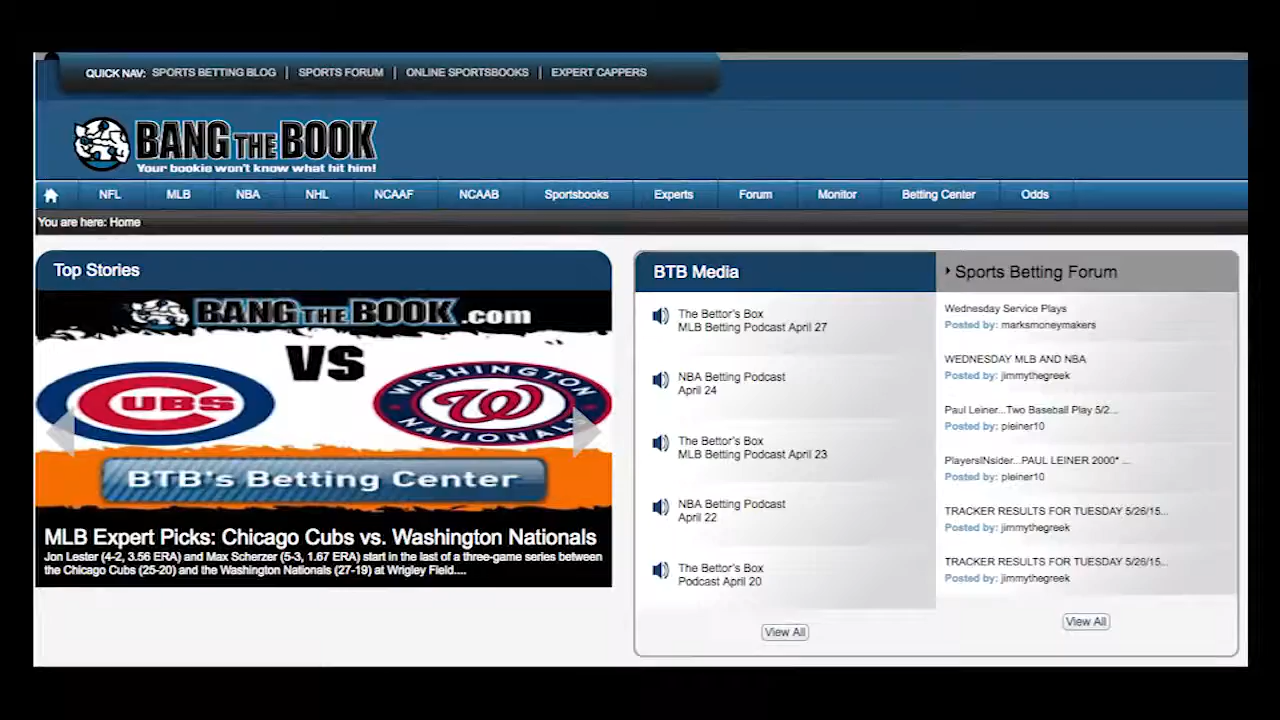 QUICK NAV: SPORTS BETTING BLOG | SPORTS FORUM | ONLINE SPORTSBOOKS | EXPERT CAPPERS
BANG THE BOOK
Your bookie won't know what hit him!
NFL MLB NBA NHL NCAAF NCAAB Sportsbooks Experts Forum Monitor Betting Center Odds
You are here: Home
Top Stories
BANG THE BOOK .com
VS
CUBS
WASHINGTON
W
NATIONALS
BTB's Betting Center
MLB Expert Picks: Chicago Cubs vs. Washington Nationals
Jon Lester (4-2, 3.56 ERA) and Max Scherzer (5-3, 1.67 ERA) start in the last of a three-game series between
the Chicago Cubs (25-20) and the Washington Nationals (27-19) at Wrigley Field....
BTB Media
The Bettor's Box
MLB Betting Podcast April 27
NBA Betting Podcast
April 24
The Bettor's Box
MLB Betting Podcast April 23
NBA Betting Podcast
April 22
The Bettor's Box
Podcast April 20
View All
Sports Betting Forum
Wednesday Service Plays
Posted by: marksmoneymakers
WEDNESDAY MLB AND NBA
Posted by: jimmythegreek
Paul Leiner...Two Baseball Play 5/2...
Posted by: pleiner10
PlayersINsider...PAUL LEINER 2000* ...
Posted by: pleiner10
TRACKER RESULTS FOR TUESDAY 5/26/15...
Posted by: jimmythegreek
TRACKER RESULTS FOR TUESDAY 5/26/15...
Posted by: jimmythegreek
View All